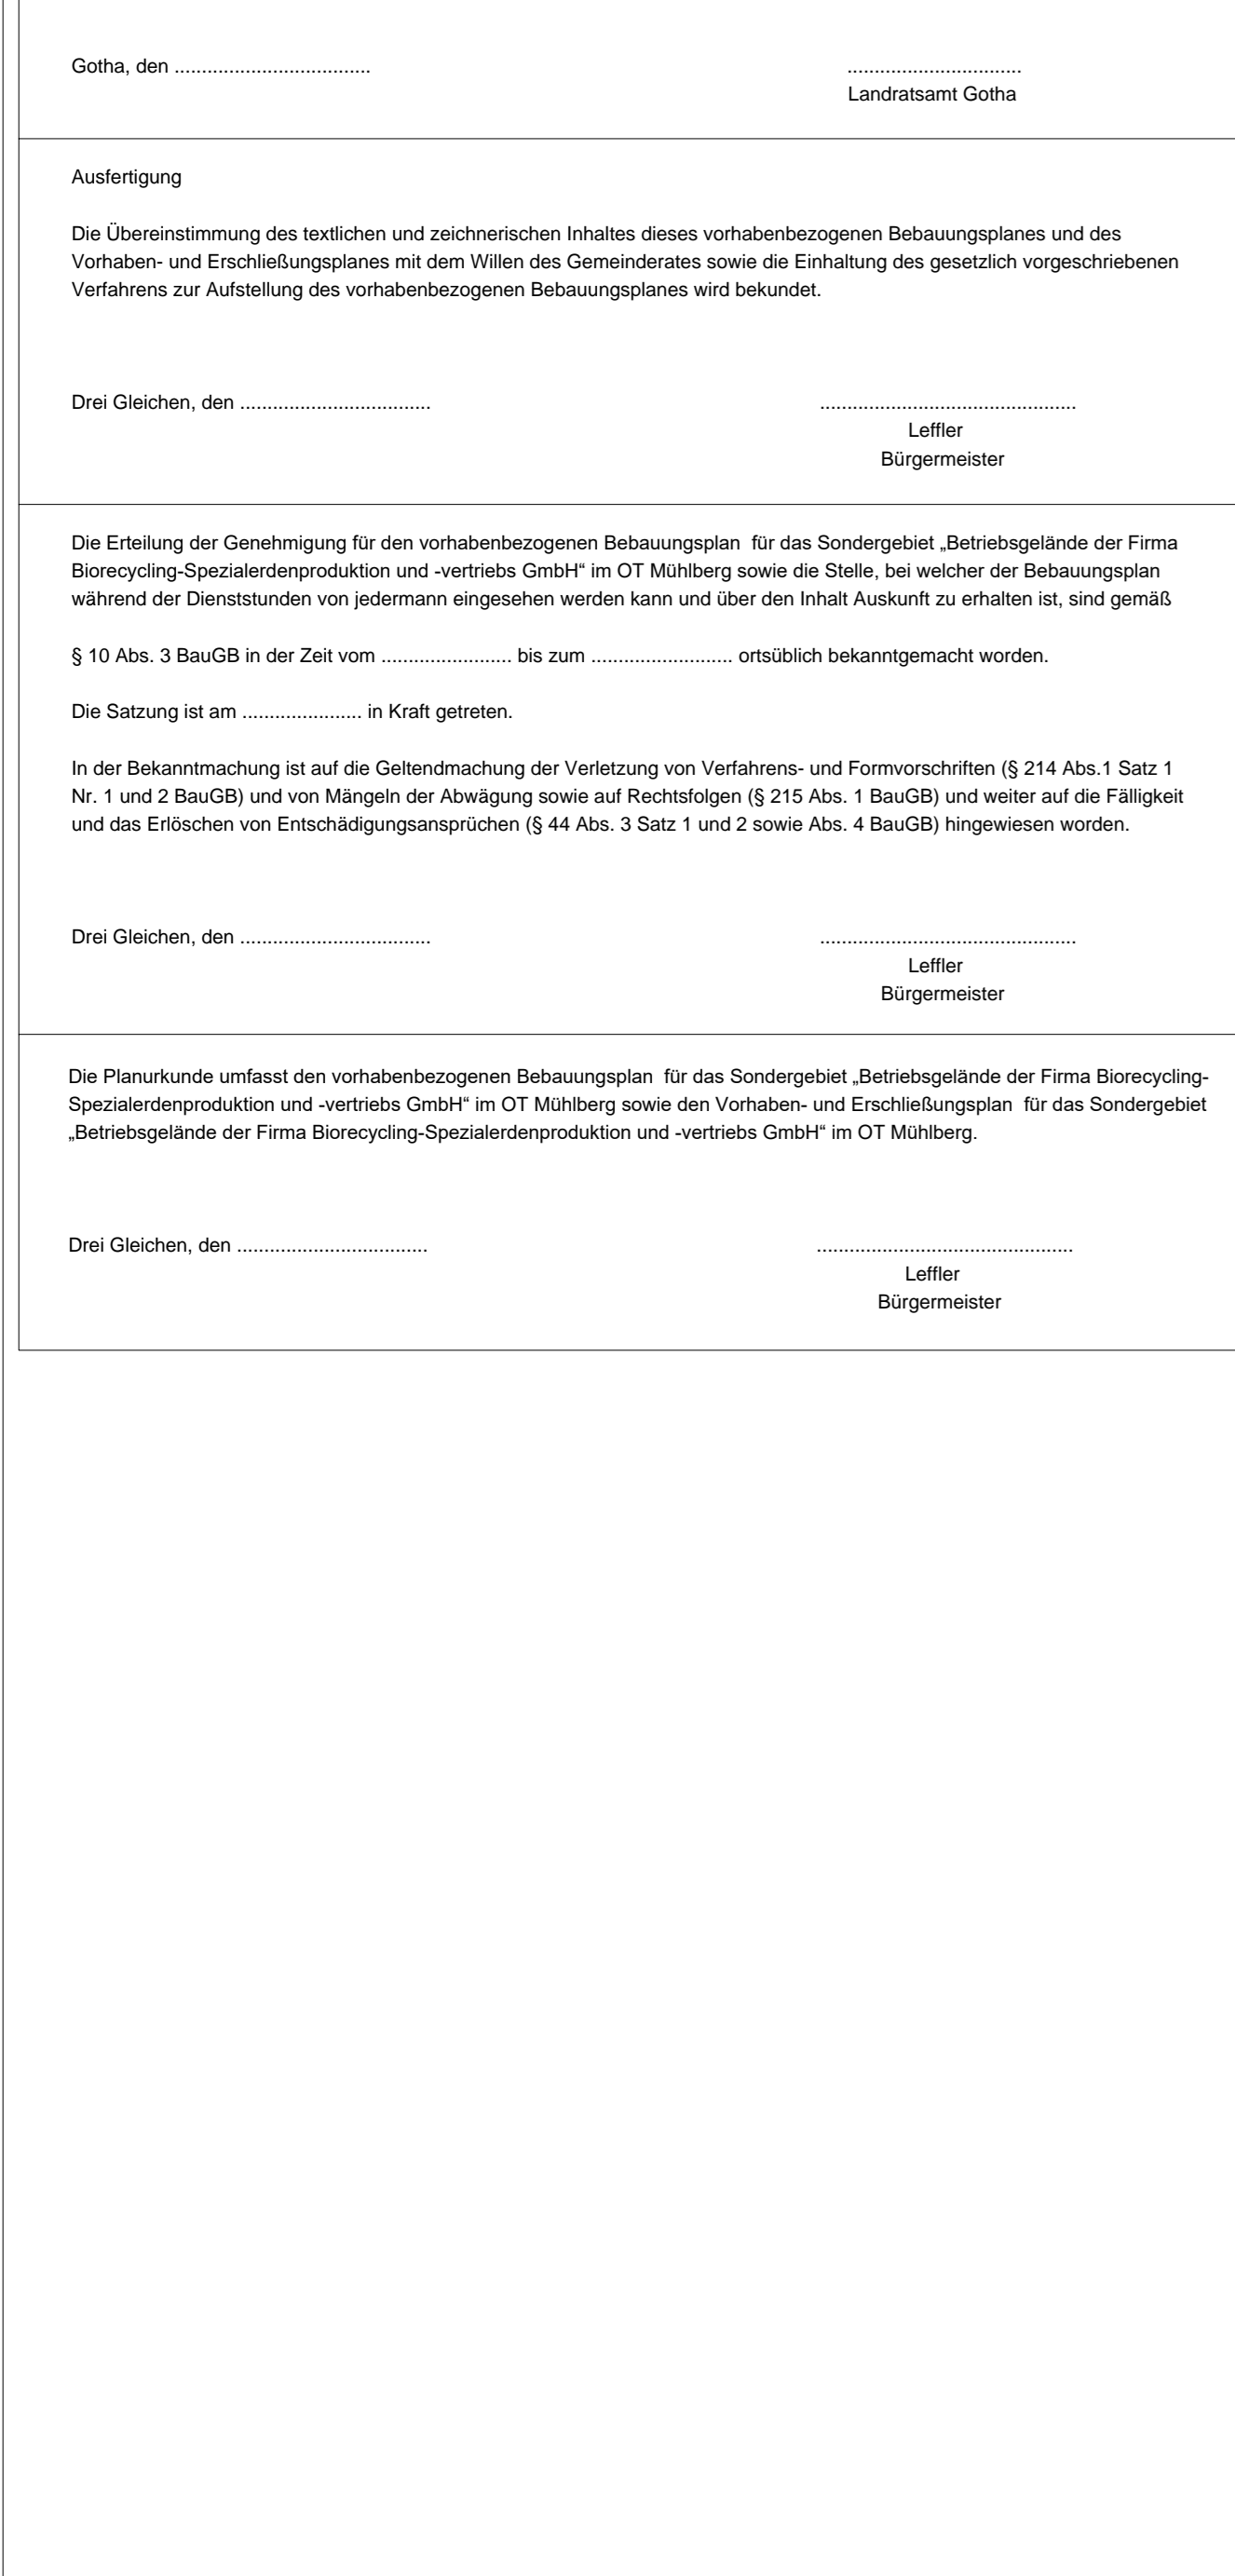 Gotha, den .................................... ................................
Landratsamt Gotha
Ausfertigung
Die Übereinstimmung des textlichen und zeichnerischen Inhaltes dieses vorhabenbezogenen Bebauungsplanes und des
Vorhaben- und Erschließungsplanes mit dem Willen des Gemeinderates sowie die Einhaltung des gesetzlich vorgeschriebenen
Verfahrens zur Aufstellung des vorhabenbezogenen Bebauungsplanes wird bekundet.
Drei Gleichen, den ................................... ...............................................
Leffler
Bürgermeister
Die Erteilung der Genehmigung für den vorhabenbezogenen Bebauungsplan für das Sondergebiet „Betriebsgelände der Firma
Biorecycling-Spezialerdenproduktion und -vertriebs GmbH“ im OT Mühlberg sowie die Stelle, bei welcher der Bebauungsplan
während der Dienststunden von jedermann eingesehen werden kann und über den Inhalt Auskunft zu erhalten ist, sind gemäß
§ 10 Abs. 3 BauGB in der Zeit vom ........................ bis zum .......................... ortsüblich bekanntgemacht worden.
Die Satzung ist am ...................... in Kraft getreten.
In der Bekanntmachung ist auf die Geltendmachung der Verletzung von Verfahrens- und Formvorschriften (§ 214 Abs.1 Satz 1
Nr. 1 und 2 BauGB) und von Mängeln der Abwägung sowie auf Rechtsfolgen (§ 215 Abs. 1 BauGB) und weiter auf die Fälligkeit
und das Erlöschen von Entschädigungsansprüchen (§ 44 Abs. 3 Satz 1 und 2 sowie Abs. 4 BauGB) hingewiesen worden.
Drei Gleichen, den ................................... ...............................................
Leffler
Bürgermeister
Die Planurkunde umfasst den vorhabenbezogenen Bebauungsplan für das Sondergebiet „Betriebsgelände der Firma Biorecycling-
Spezialerdenproduktion und -vertriebs GmbH“ im OT Mühlberg sowie den Vorhaben- und Erschließungsplan für das Sondergebiet
„Betriebsgelände der Firma Biorecycling-Spezialerdenproduktion und -vertriebs GmbH“ im OT Mühlberg.
Drei Gleichen, den ................................... ...............................................
Leffler
Bürgermeister